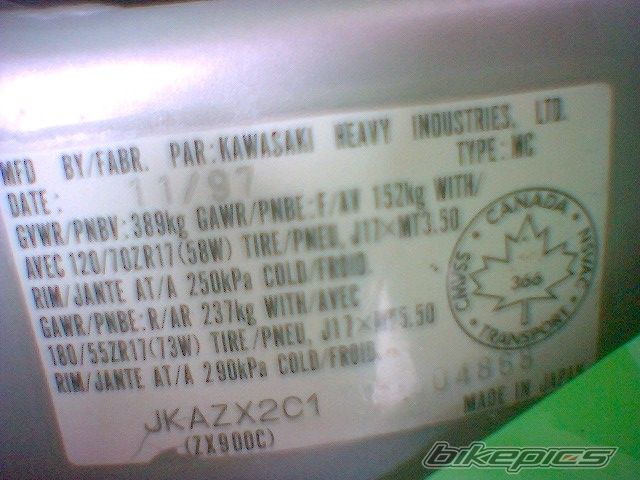 MFD BY/FABR. PAR: KAWASAKI HEAVY INDUSTRIES, LTD.
DATE: 11/97 TYPE: MC
GVWR/PNBV: 389kg GAWR/PNBE: F/AV 152kg WITH/
AVEC 120/70ZR17(58W) TIRE/PNEU, J17×MT3.50
RIM/JANTE AT/A 250kPa COLD/FROID.
GAWR/PNBE: R/AR 237kg WITH/AVEC
180/55ZR17(73W) TIRE/PNEU, J17×MT5.50
RIM/JANTE AT/A 290kPa COLD/FROID.
JKAZX2C1
(ZX900C)
MADE IN JAPAN
CANADA
CMVSS NSVAC
366
TRANSPORT
bikepics